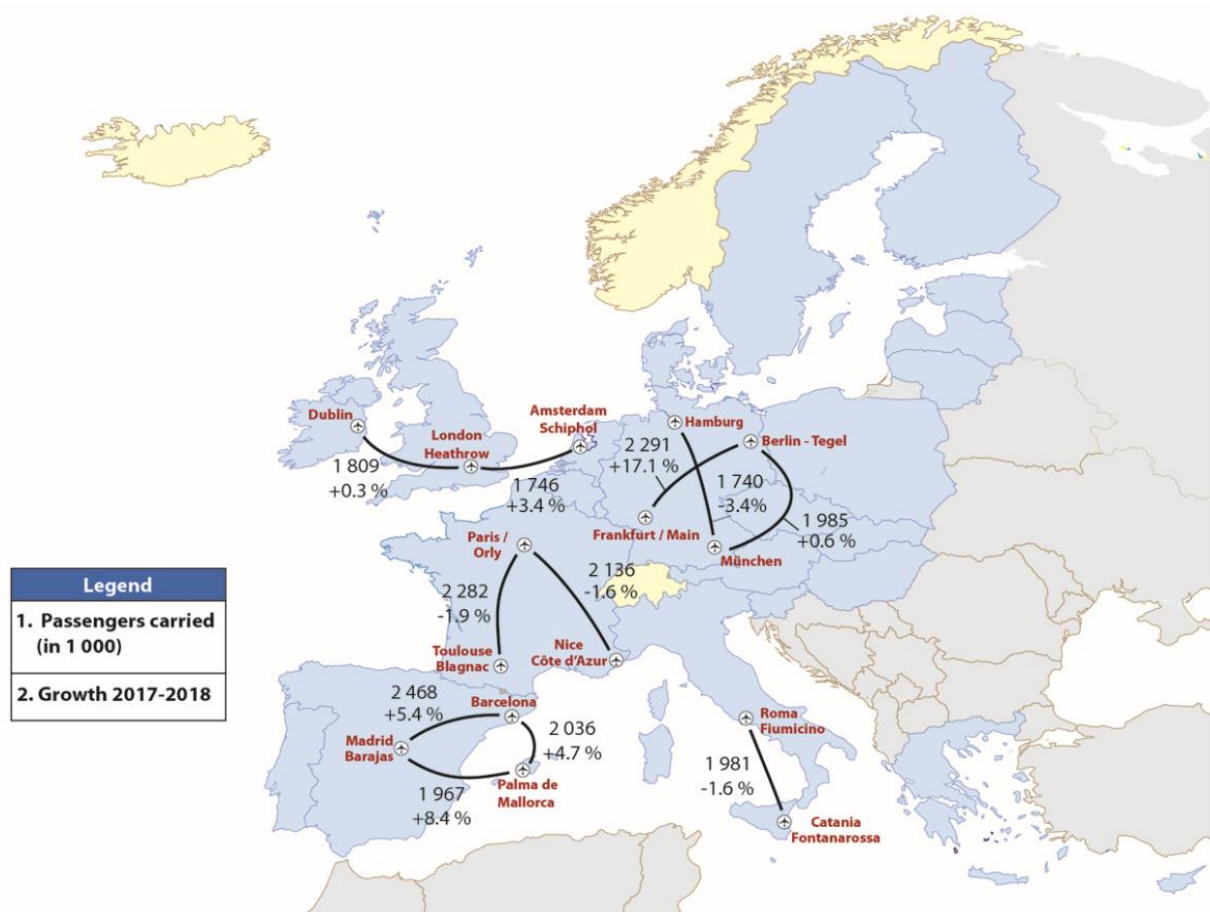 Dublin
London
Heathrow
Amsterdam
Schiphol
1 809
+0.3 %
1 746
+3.4 %
Hamburg
Berlin - Tegel
2 291
+17.1 %
1 740
-3.4%
1 985
+0.6 %
Frankfurt / Main
München
Paris /
Orly
2 136
-1.6 %
2 282
-1.9 %
Toulouse
Blagnac
Nice
Côte d'Azur
Legend
1. Passengers carried
(in 1 000)
2. Growth 2017-2018
2 468
+5.4 %
Barcelona
2 036
+4.7 %
Madrid
Barajas
Palma de
Mallorca
1 967
+8.4 %
Roma
Fiumicino
1 981
-1.6 %
Catania
Fontanarossa